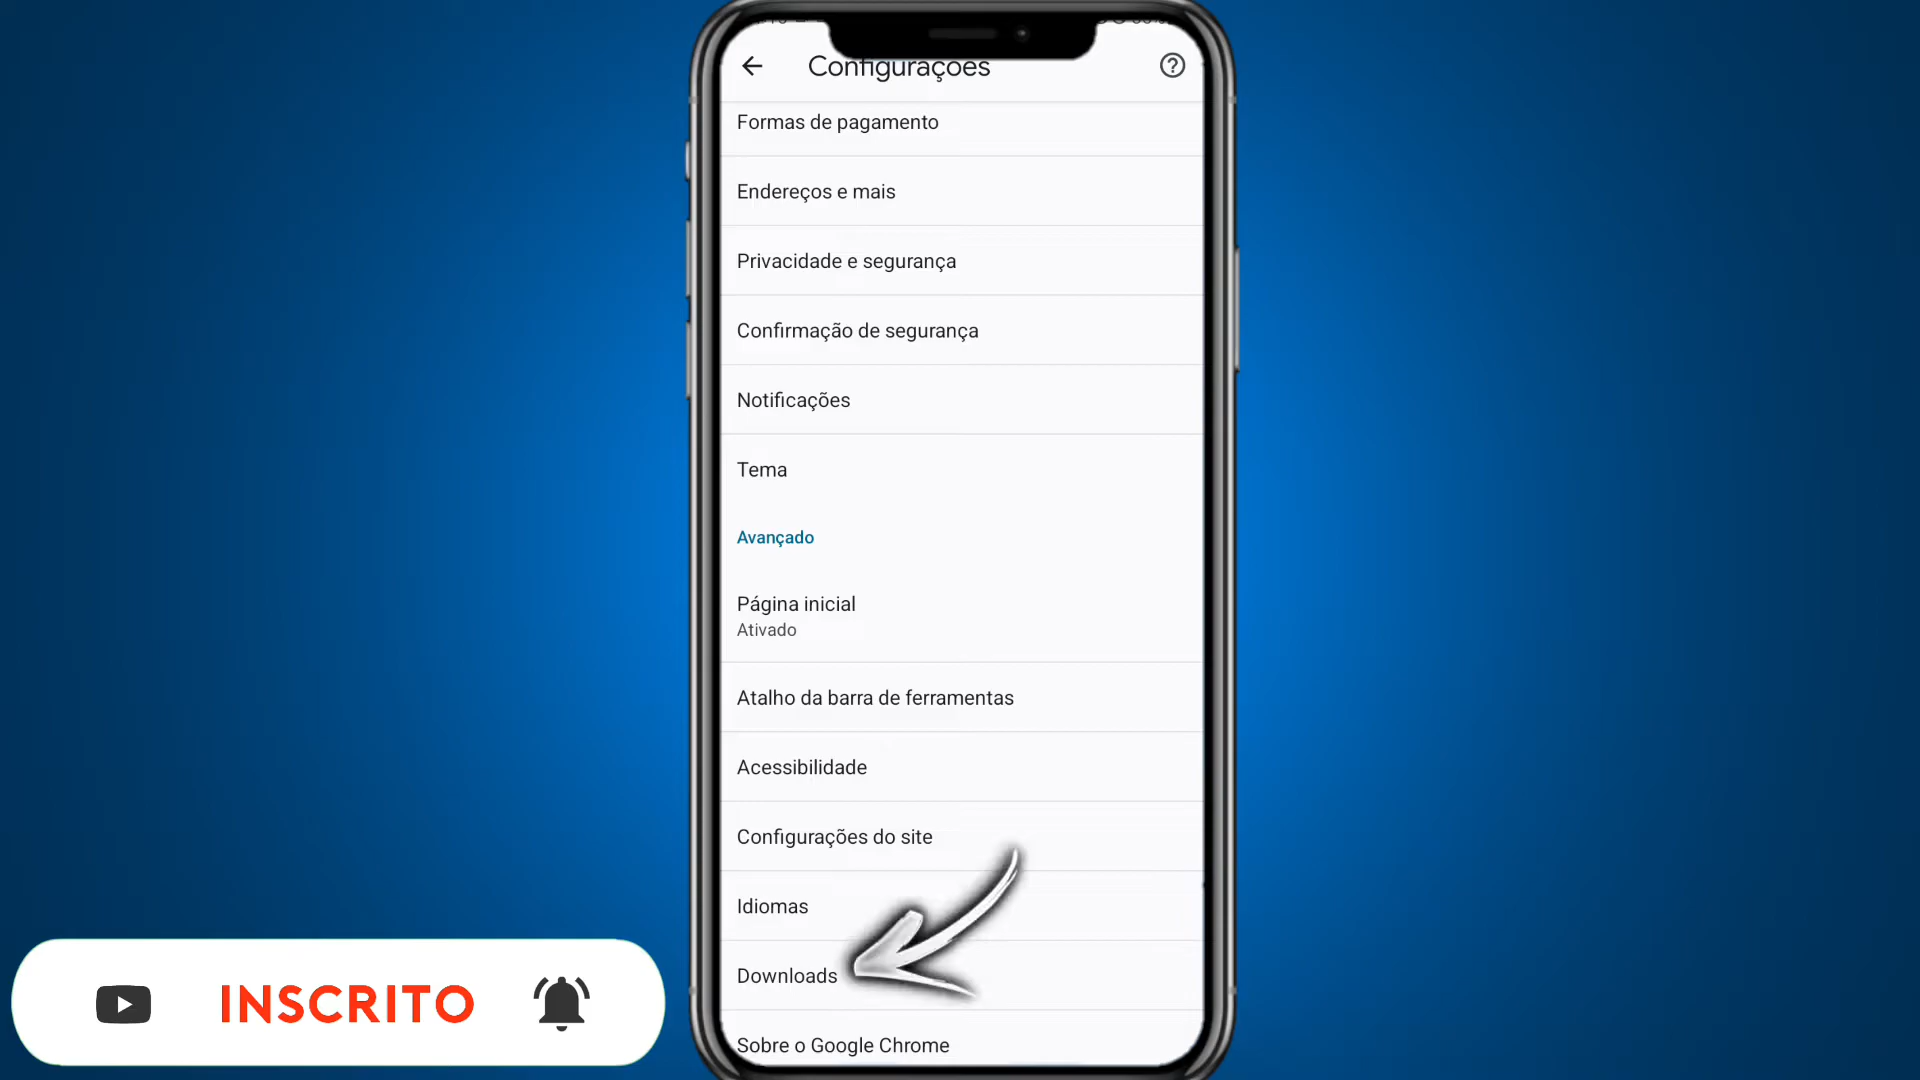 Configurações
Formas de pagamento
Endereços e mais
Privacidade e segurança
Confirmação de segurança
Notificações
Tema
Avançado
Página inicial
Ativado
Atalho da barra de ferramentas
Acessibilidade
Configurações do site
Idiomas
Downloads
Sobre o Google Chrome
INSCRITO